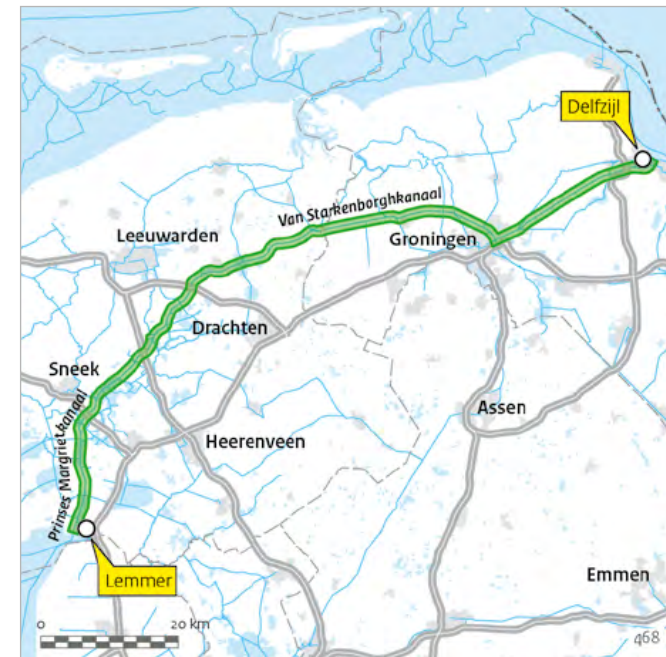 Delfzijl
Van Starkenborghkanaal
Leeuwarden
Groningen
Drachten
Sneek
Assen
Heerenveen
Prinses Margrietkanaal
Lemmer
Emmen
0 20 km
468